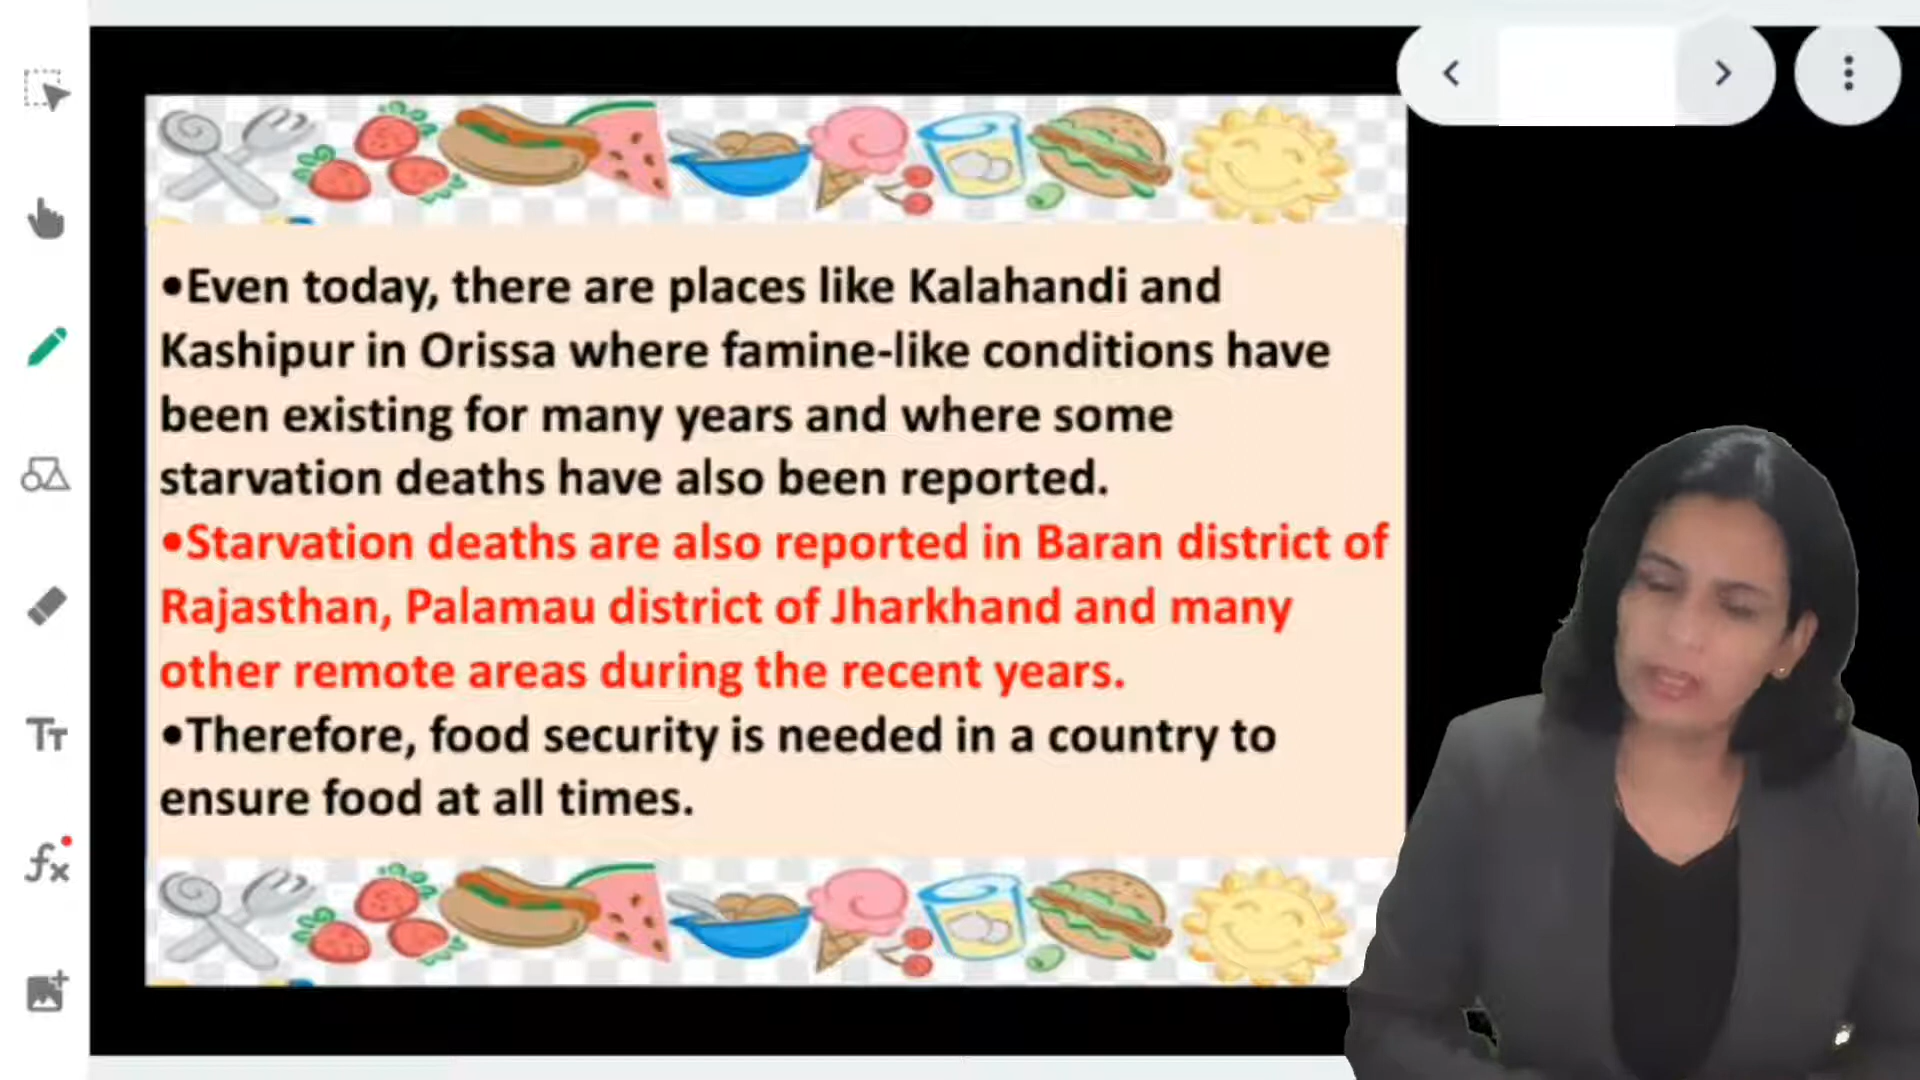 •Even today, there are places like Kalahandi and
Kashipur in Orissa where famine-like conditions have
been existing for many years and where some
starvation deaths have also been reported.
•Starvation deaths are also reported in Baran district of
Rajasthan, Palamau district of Jharkhand and many
other remote areas during the recent years.
•Therefore, food security is needed in a country to
ensure food at all times.
TT
fx